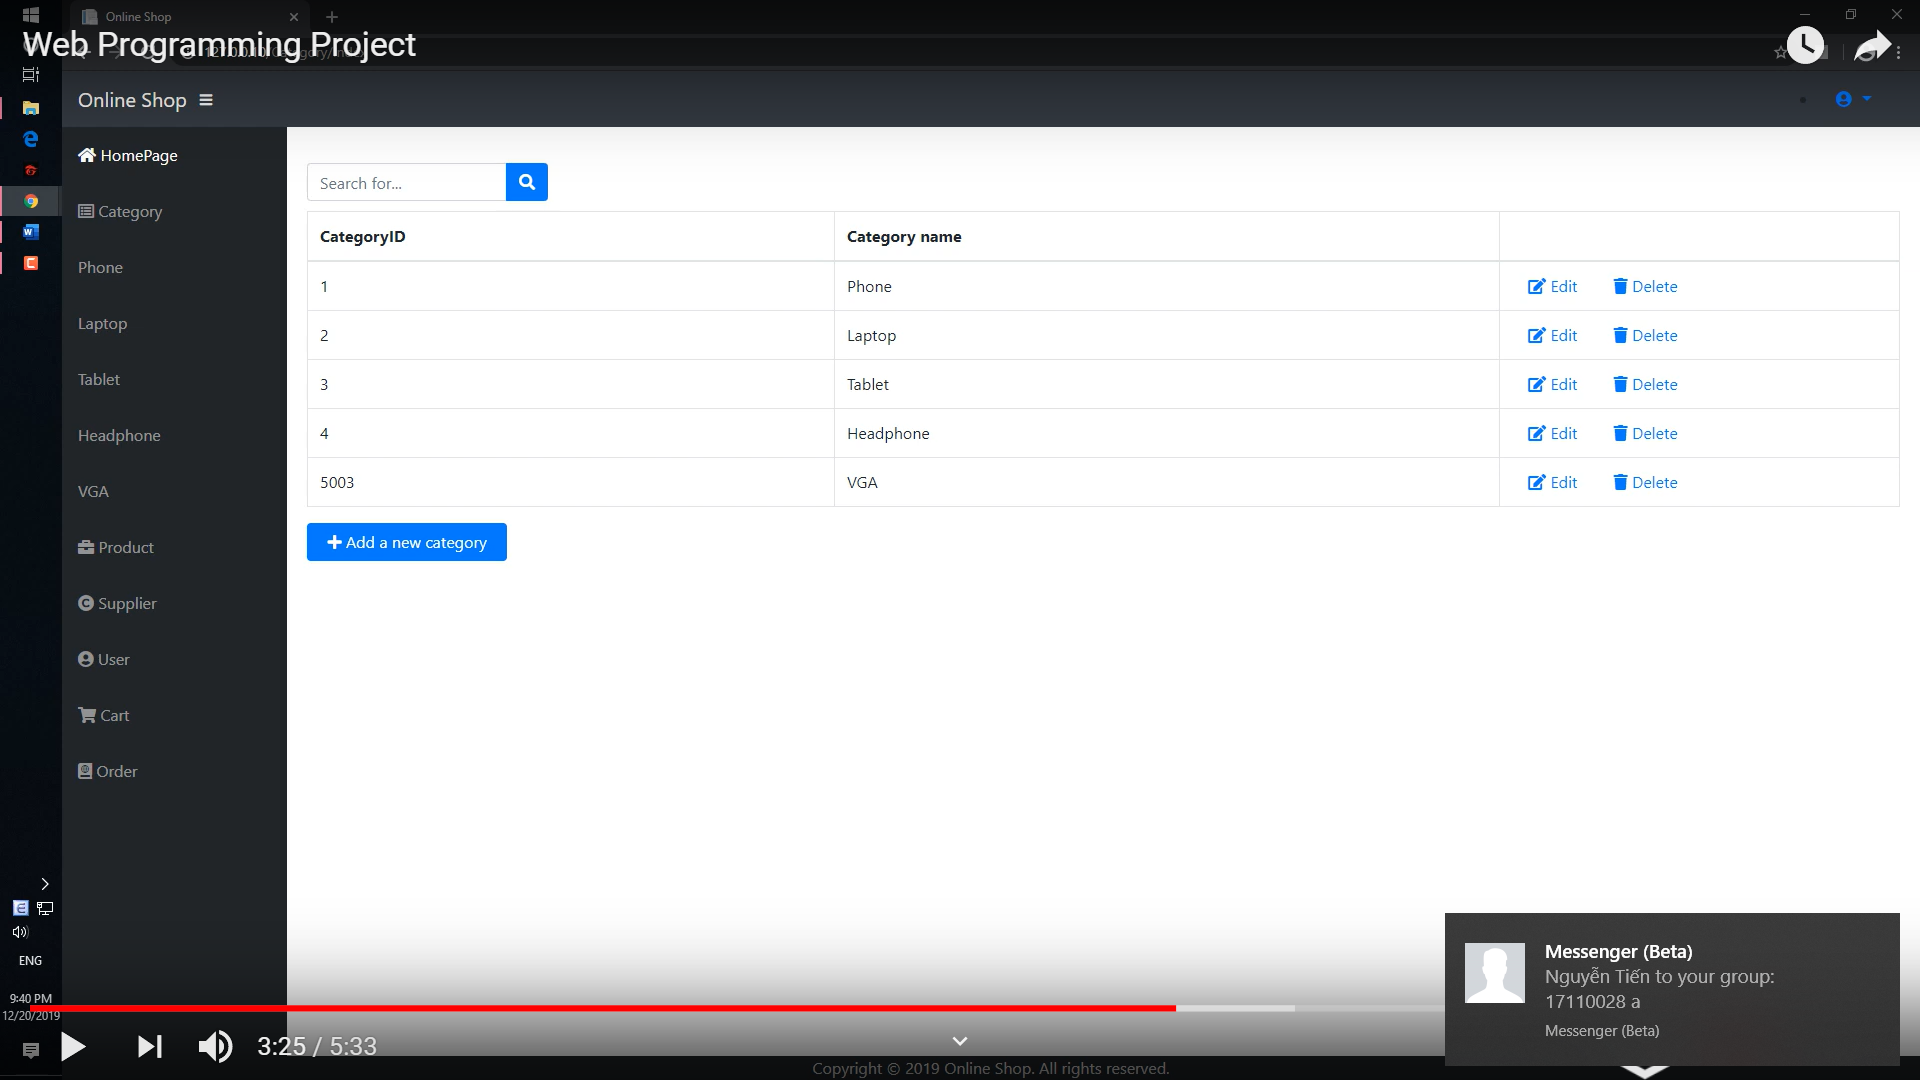 Online Shop
Web Programming Project
Online Shop
HomePage
Category
Phone
Laptop
Tablet
Headphone
VGA
Product
Supplier
User
Cart
Order
Search for...
CategoryID Category name
1 Phone Edit Delete
2 Laptop Edit Delete
3 Tablet Edit Delete
4 Headphone Edit Delete
5003 VGA Edit Delete
Add a new category
ENG
9:40 PM
12/20/2019
3:25 / 5:33
Messenger (Beta)
Nguyễn Tiến to your group:
17110028 a
Messenger (Beta)
Copyright © 2019 Online Shop. All rights reserved.